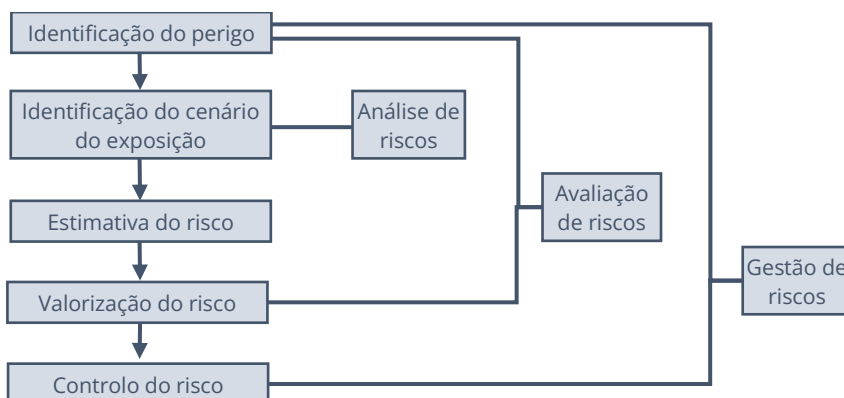 Identificação do perigo
Identificação do cenário
do exposição
Análise de
riscos
Estimativa do risco
Avaliação
de riscos
Valorização do risco
Gestão de
riscos
Controlo do risco